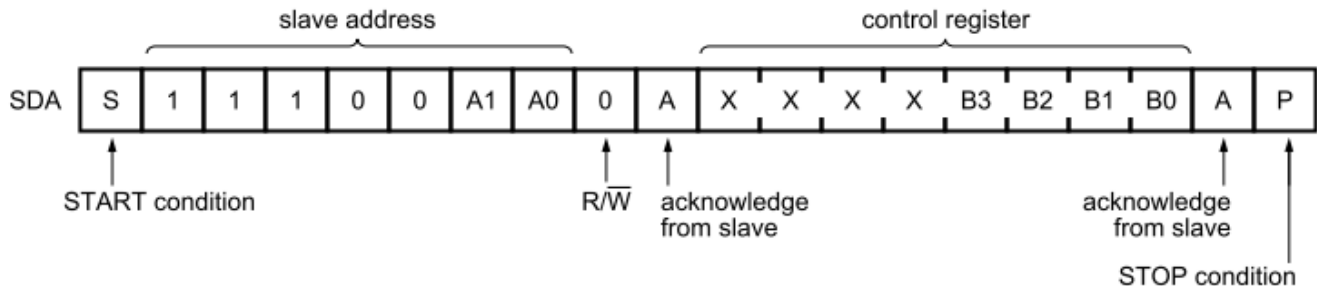 slave address control register
SDA S 1 1 1 0 0 A1 A0 0 A X X X X B3 B2 B1 B0 A P
START condition R/W̅ acknowledge from slave acknowledge from slave
STOP condition